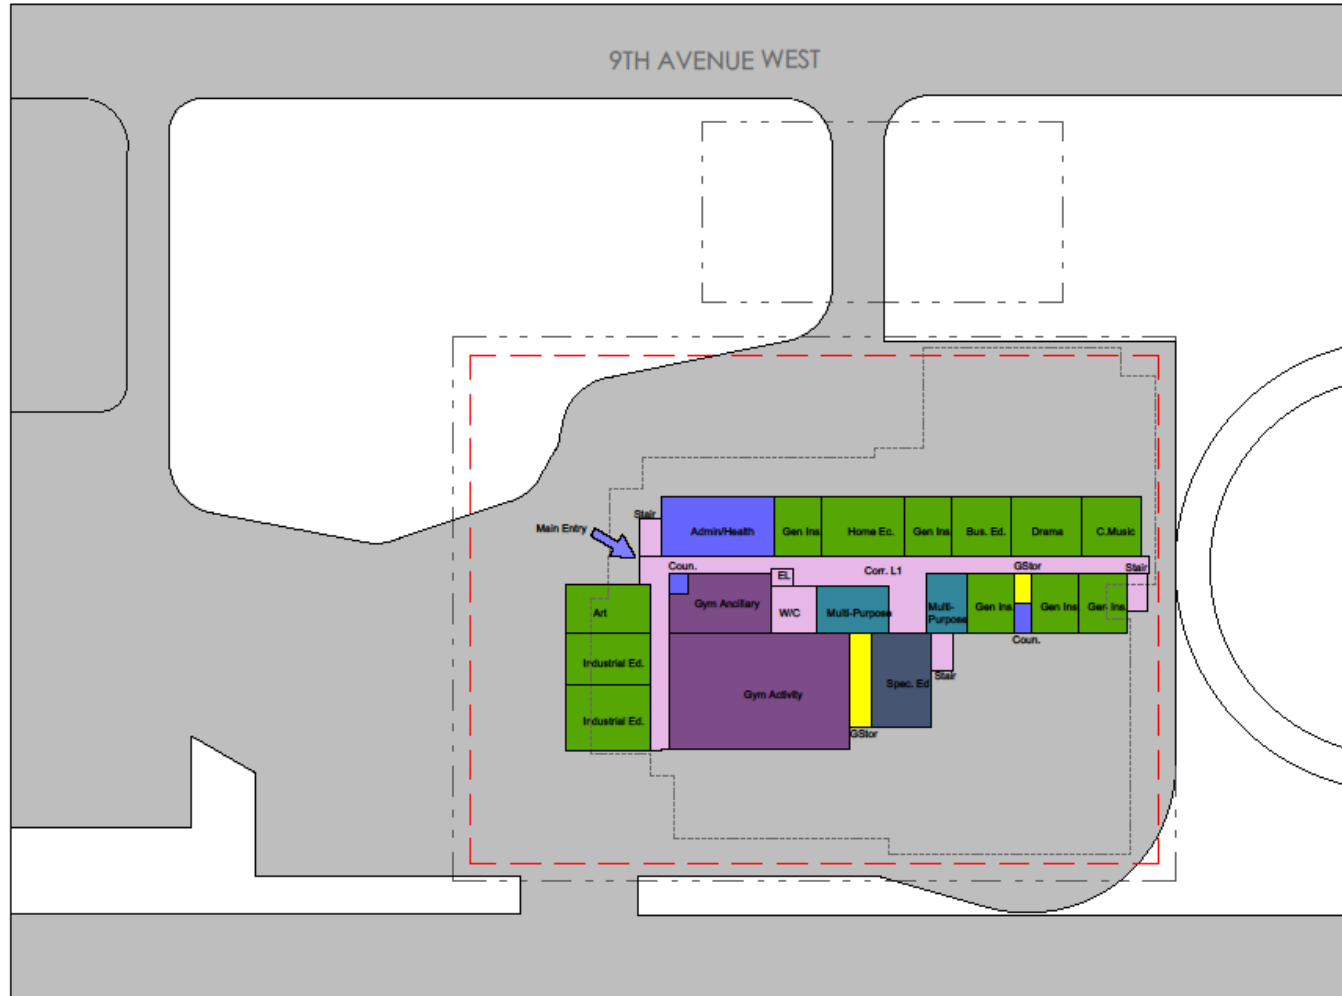 9TH AVENUE WEST
Stair
Main Entry
Admin/Health
Gen Ins
Home Ec.
Gen Ins
Bus. Ed.
Drama
C.Music
Coun.
EL
Corr. L1
GStor
Stair
Art
Gym Ancillary
W/C
Multi-Purpose
Multi-
Purpose
Gen Ins
Gen Ins
Gen Ins
Coun.
Industrial Ed.
Gym Activity
Spec. Ed
Stair
Industrial Ed.
GStor